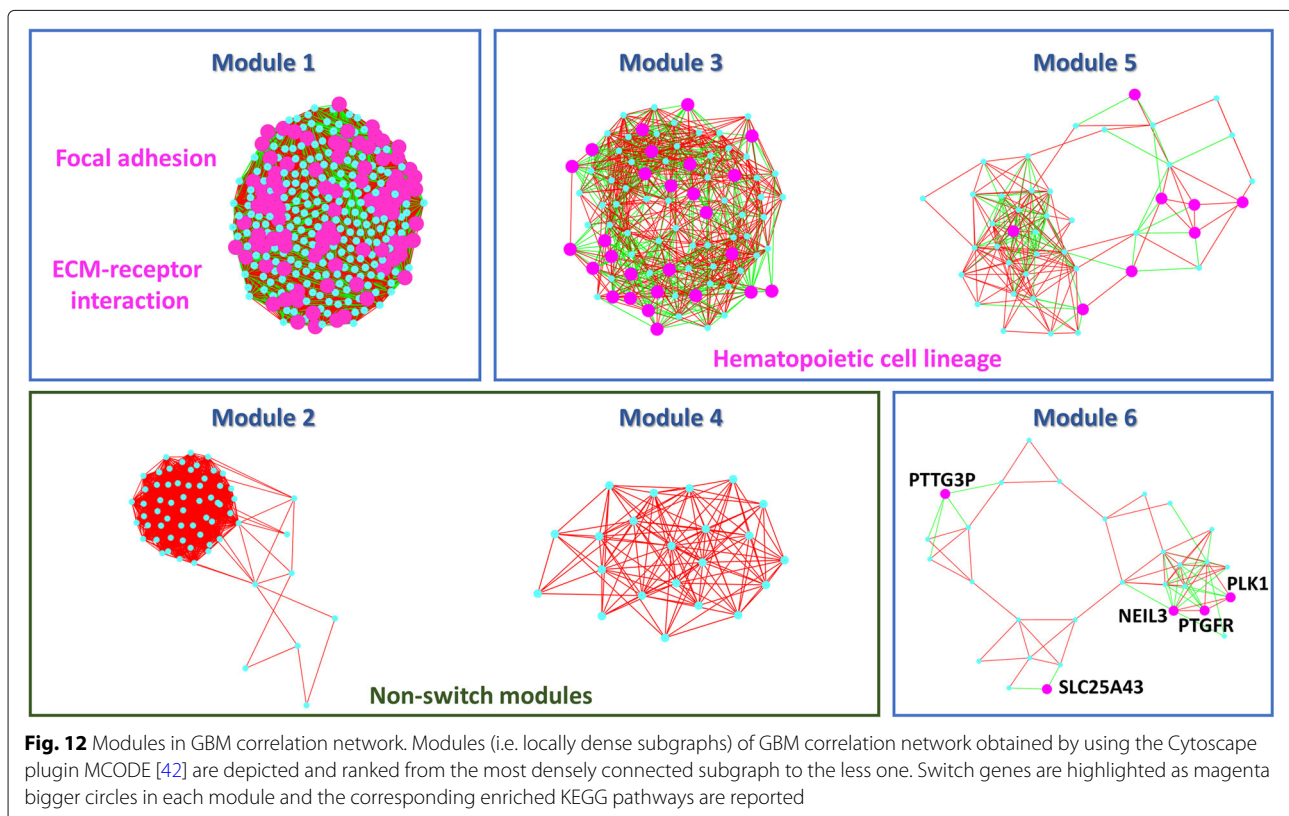 Module 1
Focal adhesion
ECM-receptor
interaction
Module 3
Module 5
Hematopoietic cell lineage
Module 2
Module 4
Non-switch modules
Module 6
PTTG3P
PLK1
NEIL3
PTGFR
SLC25A43
Fig. 12 Modules in GBM correlation network. Modules (i.e. locally dense subgraphs) of GBM correlation network obtained by using the Cytoscape
plugin MCODE [42] are depicted and ranked from the most densely connected subgraph to the less one. Switch genes are highlighted as magenta
bigger circles in each module and the corresponding enriched KEGG pathways are reported